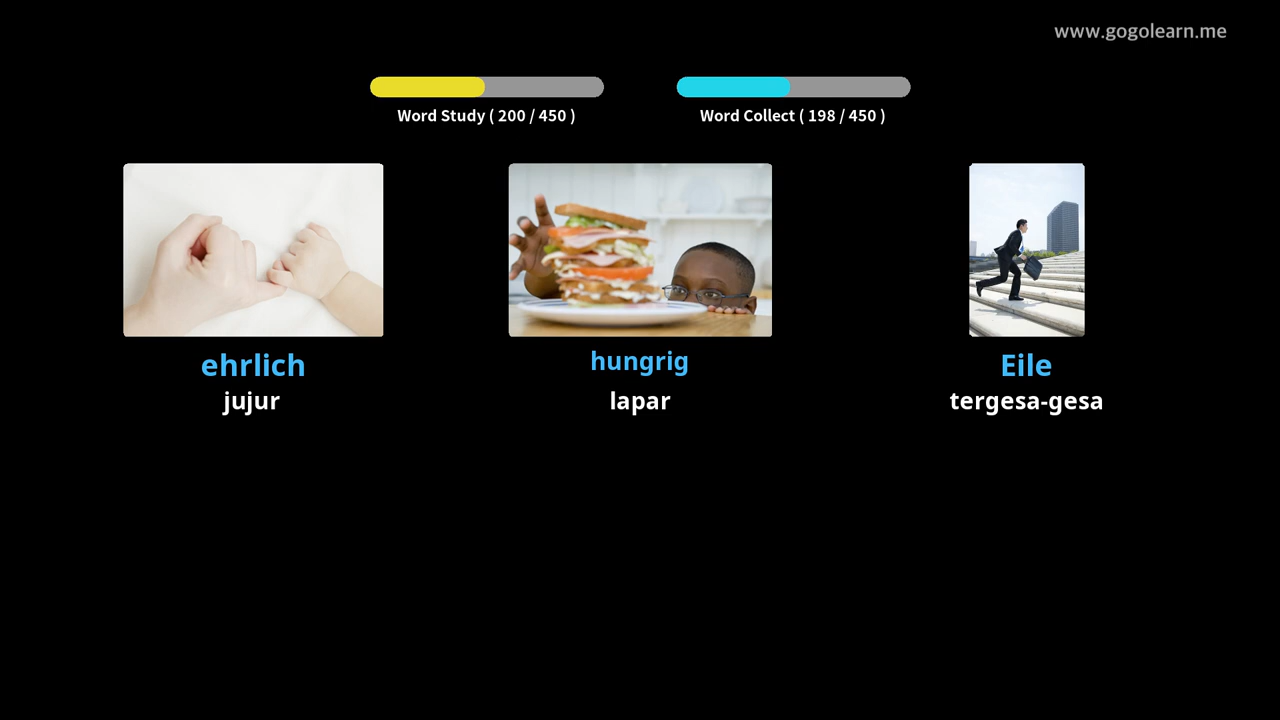 www.gogolearn.me
Word Study ( 200 / 450 )
Word Collect ( 198 / 450 )
ehrlich
jujur
hungrig
lapar
Eile
tergesa-gesa